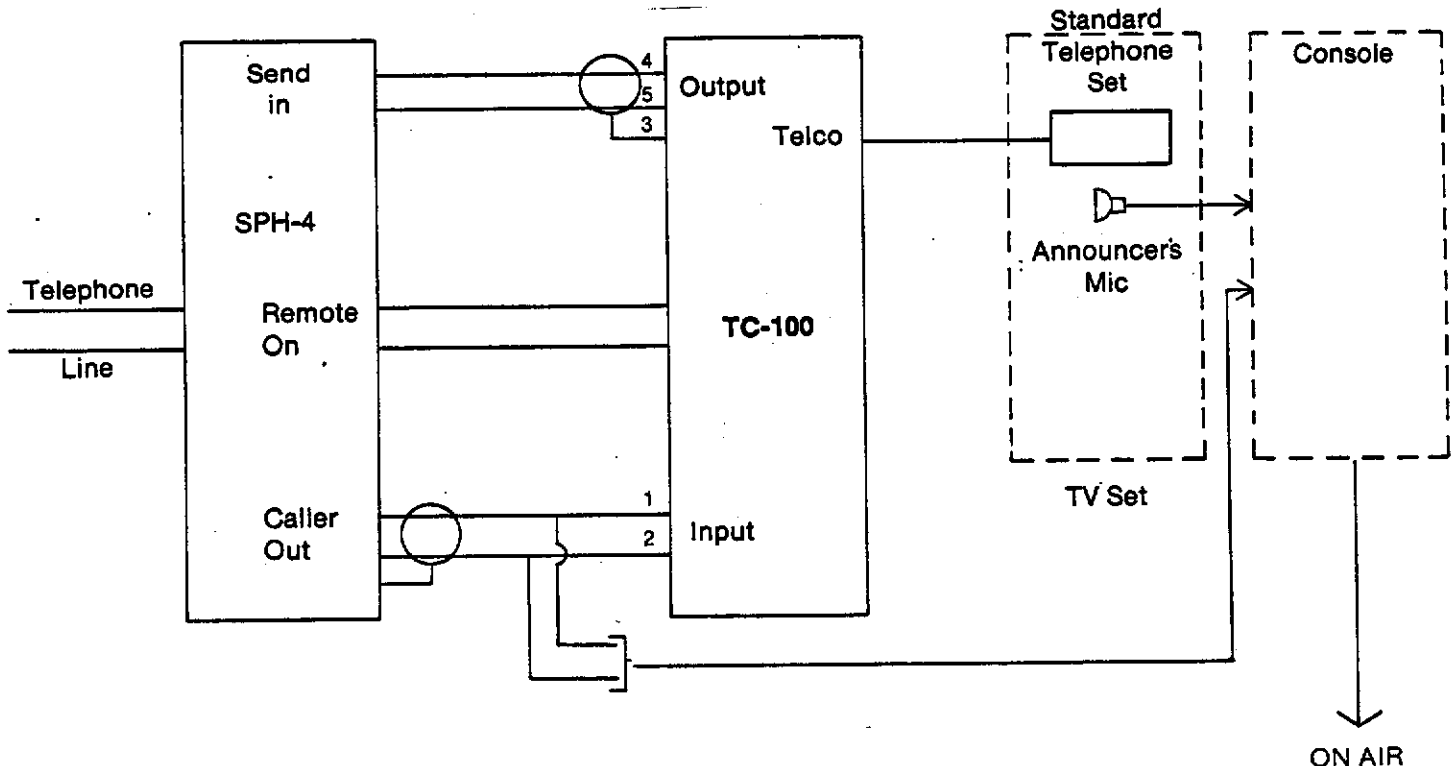 Send
in
4
5
3
Output
Telco
Standard
Telephone
Set
Console
SPH-4
Announcer's
Mic
Telephone
Line
Remote
On
TC-100
Caller
Out
1
2
Input
TV Set
ON AIR